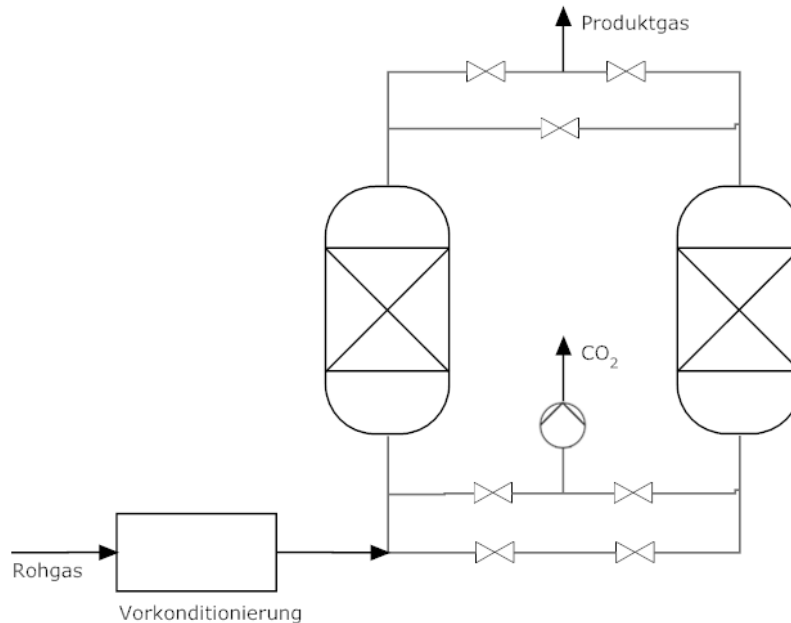 Produktgas
CO₂
Rohgas
Vorkonditionierung